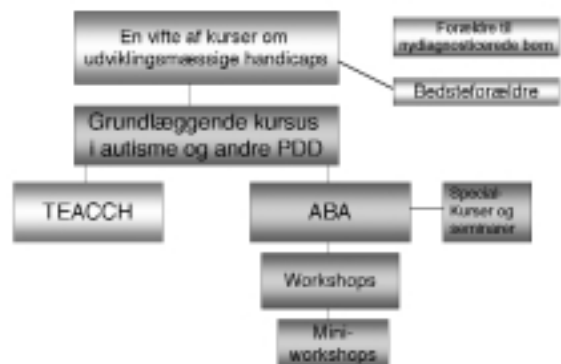 En vifte af kurser om
udviklingsmæssige handicaps
Forældre til
nydiagnosticerede børn
Bedsteforældre
Grundlæggende kursus
i autisme og andre PDD
TEACCH
ABA
Special-
Kurser og
seminarer
Workshops
Mini-
workshops